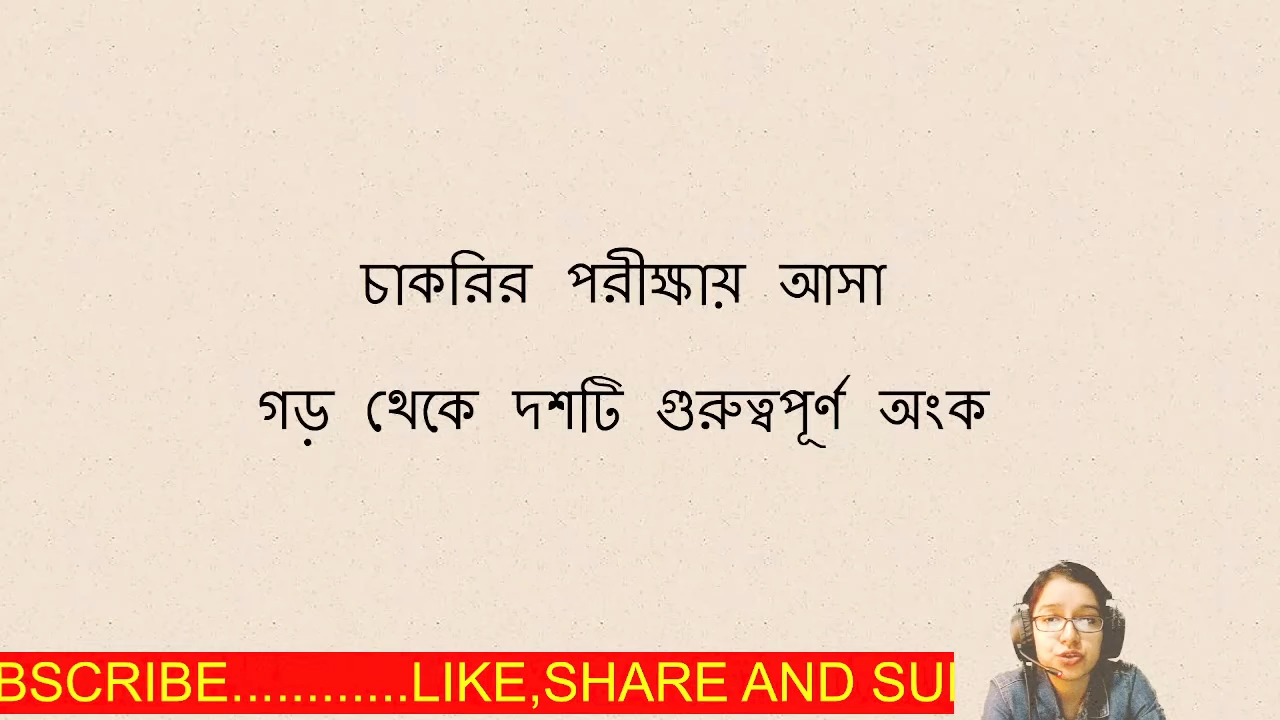 চাকরির পরীক্ষায় আসা
গড় থেকে দশটি গুরুত্বপূর্ণ অংক
BSCRIBE............LIKE,SHARE AND SU